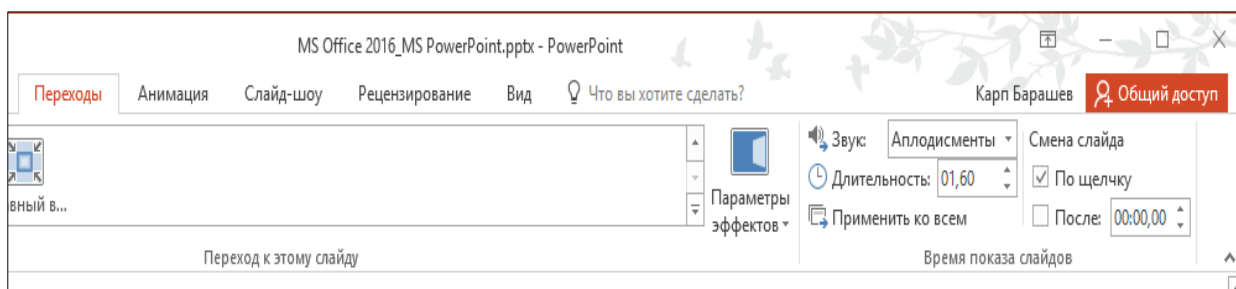 MS Office 2016_MS PowerPoint.pptx - PowerPoint
Переходы Анимация Слайд-шоу Рецензирование Вид Что вы хотите сделать? Карп Барашев Общий доступ
Звук: Аплодисменты Смена слайда
Длительность: 01,60 По щелчку
вный в... Параметры эффектов Применить ко всем После: 00:00,00
Переход к этому слайду Время показа слайдов